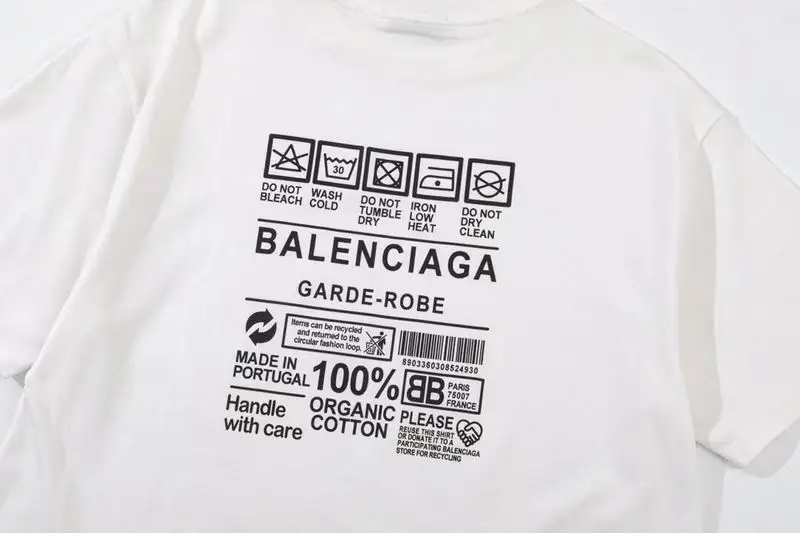 30
DO NOT
BLEACH
WASH
COLD
DO NOT
TUMBLE
DRY
IRON
LOW
HEAT
DO NOT
DRY
CLEAN
BALENCIAGA
GARDE-ROBE
Items can be recycled
and returned to the
circular fashion loop.
8903360308524930
MADE IN
PORTUGAL
100%
ORGANIC
COTTON
BB
PARIS
75007
FRANCE
Handle
with care
PLEASE
REUSE THIS SHIRT
OR DONATE IT TO A
PARTICIPATING BALENCIAGA
STORE FOR RECYCLING